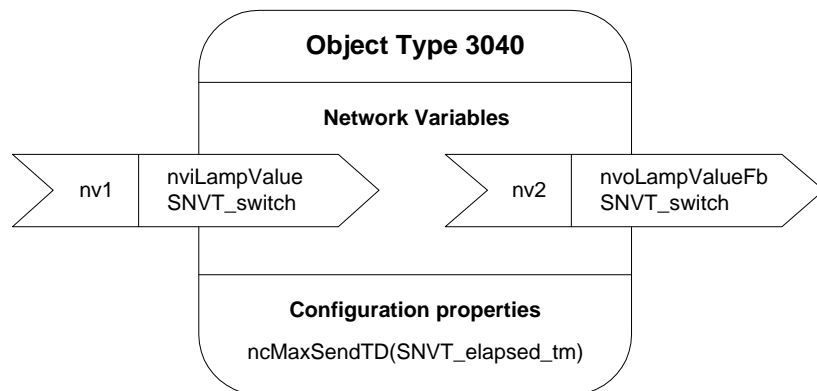 Object Type 3040
Network Variables
nv1
nviLampValue
SNVT_switch
nv2
nvoLampValueFb
SNVT_switch
Configuration properties
ncMaxSendTD(SNVT_elapsed_tm)